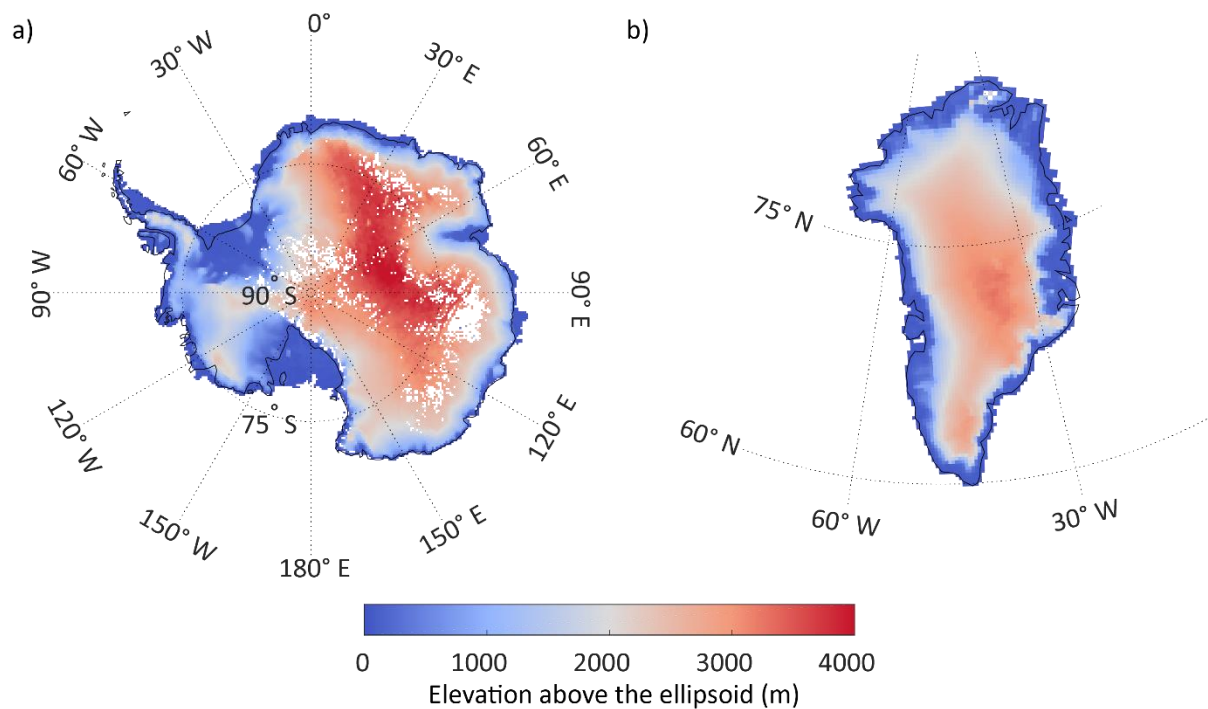 a)
0°
30° W
30° E
60° W
60° E
90° W
90° S
90° E
75° S
120° W
120° E
150° W
150° E
180° E
b)
75° N
60° N
60° W
30° W
0 1000 2000 3000 4000
Elevation above the ellipsoid (m)